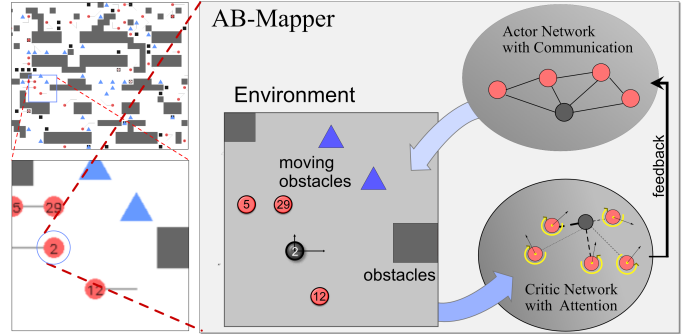 AB-Mapper
Actor Network
with Communication
Environment
moving
obstacles
5
29
2
obstacles
12
feedback
Critic Network
with Attention
5
29
2
12